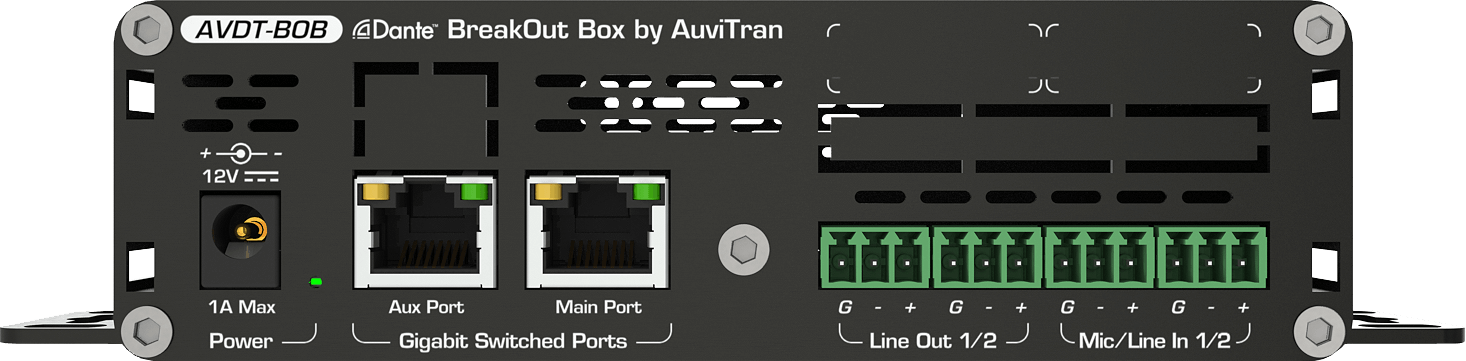 AVDT-BOB Dante™ BreakOut Box by AuviTran
+ -
12V
1A Max
Power
Aux Port Main Port
Gigabit Switched Ports
G - + G - + G - + G - +
Line Out 1/2 Mic/Line In 1/2